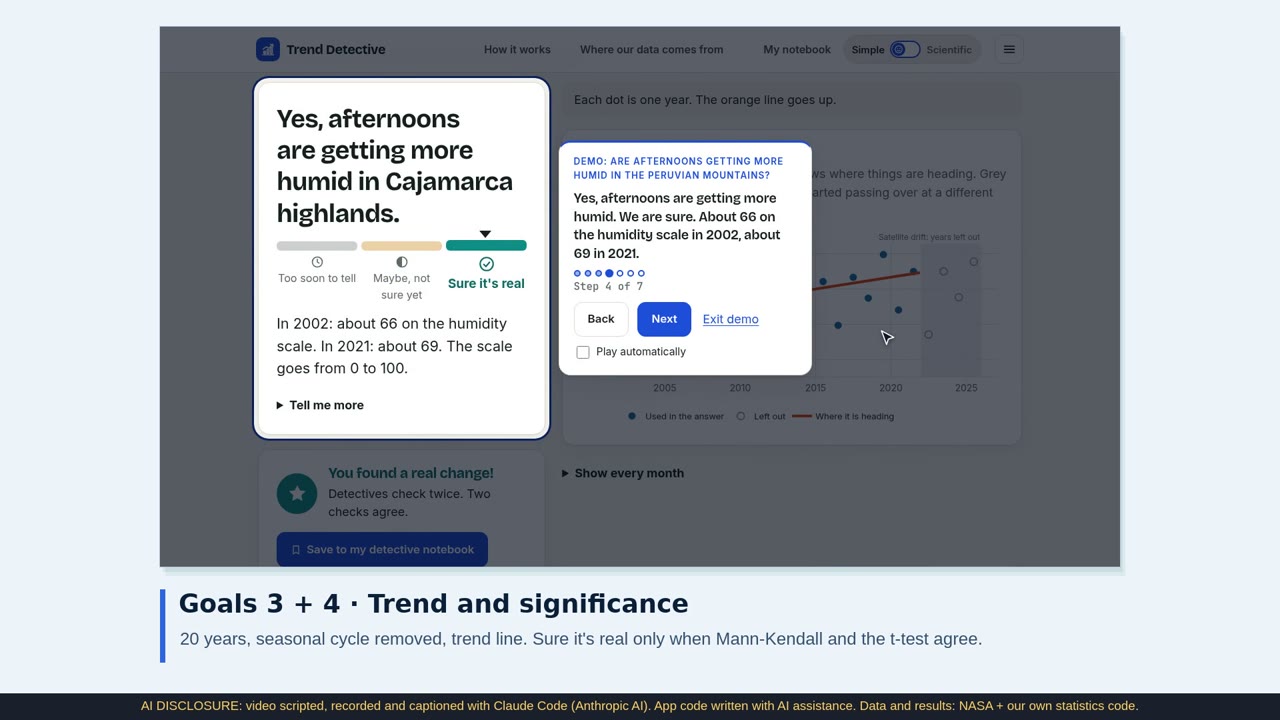 Trend Detective
How it works
Where our data comes from
My notebook
Simple
Scientific
Yes, afternoons
are getting more
humid in Cajamarca
highlands.
Too soon to tell
Maybe, not
sure yet
Sure it's real
In 2002: about 66 on the humidity
scale. In 2021: about 69. The scale
goes from 0 to 100.
Tell me more
You found a real change!
Detectives check twice. Two
checks agree.
Save to my detective notebook
Each dot is one year. The orange line goes up.
DEMO: ARE AFTERNOONS GETTING MORE
HUMID IN THE PERUVIAN MOUNTAINS?
Yes, afternoons are getting more
humid. We are sure. About 66 on
the humidity scale in 2002, about
69 in 2021.
Step 4 of 7
Back
Next
Exit demo
Play automatically
ws where things are heading. Grey
arted passing over at a different
Satellite drift: years left out
2005 2010 2015 2020 2025
Used in the answer
Left out
Where it is heading
Show every month
Goals 3 + 4 · Trend and significance
20 years, seasonal cycle removed, trend line. Sure it's real only when Mann-Kendall and the t-test agree.
AI DISCLOSURE: video scripted, recorded and captioned with Claude Code (Anthropic AI). App code written with AI assistance. Data and results: NASA + our own statistics code.